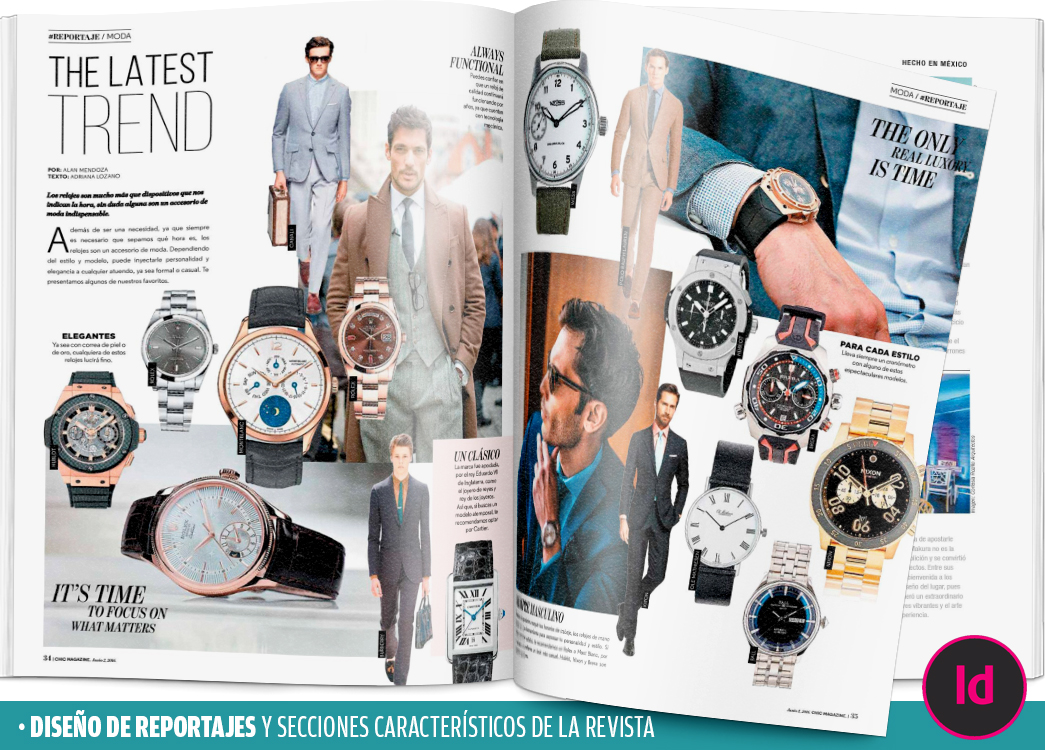 #REPORTAJE / MODA
THE LATEST
TREND
POR: ALAN MENDOZA
TEXTO: ADRIANA LOZANO
Los relojes son mucho más que dispositivos que nos
indican la hora, sin duda alguna son un accesorio de
moda indispensable.
Además de ser una necesidad, ya que siempre
es necesario que sepamos qué hora es, los
relojes son un accesorio de moda. Dependiendo
del estilo y modelo, puede inyectarle personalidad y
elegancia a cualquier atuendo, ya sea formal o casual. Te
presentamos algunos de nuestros favoritos.
ELEGANTES
Ya sea con correa de piel o
de oro, cualquiera de estos
relojes lucirá fino.
ROLEX
HUBLOT
MONTBLANC
ROLEX
CANALI
ALWAYS
FUNCTIONAL
Puedes confiar en
que un reloj de
calidad continuará
funcionando por
años, ya que cuentan
con tecnología
mecánica.
IT'S TIME
TO FOCUS ON
WHAT MATTERS
UN CLÁSICO
La marca fue apodada,
por el rey Eduardo VII
de Inglaterra, como
el joyero de reyes y
rey de los joyeros.
Así que, si buscas un
modelo atemporal, te
recomendamos optar
por Cartier.
34 | CHIC MAGAZINE,
HECHO EN MÉXICO
MODA / #REPORTAJE
THE ONLY
REAL LUXURY
IS TIME
PARA CADA ESTILO
Lleva siempre un cronómetro
con alguno de estos
espectaculares modelos.
NIXON
MASCULINO
CHIC MAGAZINE, | 35
Id
• DISEÑO DE REPORTAJES Y SECCIONES CARACTERÍSTICOS DE LA REVISTA